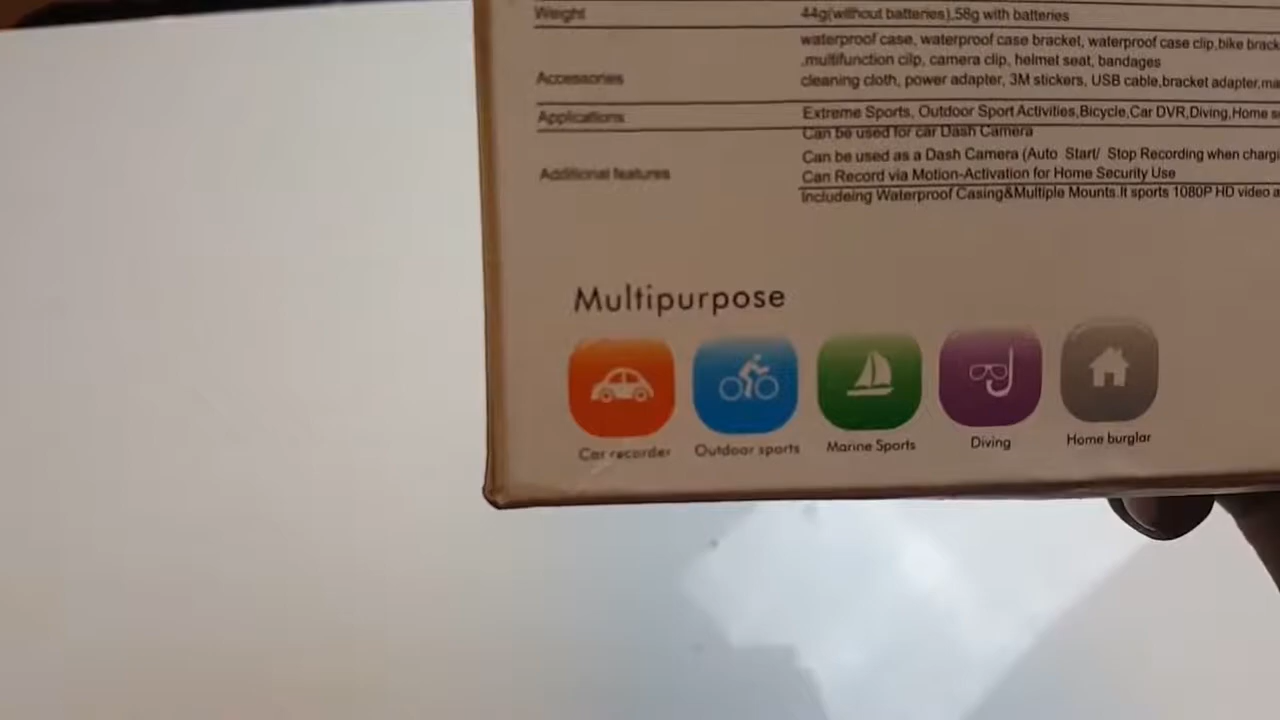 Weight 44g(without batteries),58g with batteries
waterproof case, waterproof case bracket, waterproof case clip,bike
,multifunction cilp, camera clip, helmet seat, bandages
Accessories cleaning cloth, power adapter, 3M stickers, USB cable,bracket adapter,
Applications Extreme Sports, Outdoor Sport Activities,Bicycle,Car DVR,Diving,Home
Can be used for car Dash Camera
Can be used as a Dash Camera (Auto Start/ Stop Recording when
Additional features Can Record via Motion-Activation for Home Security Use
Includeing Waterproof Casing&Multiple Mounts.It sports 1080P HD video
Multipurpose
Car recorder Outdoor sports Marine Sports Diving Home burglar